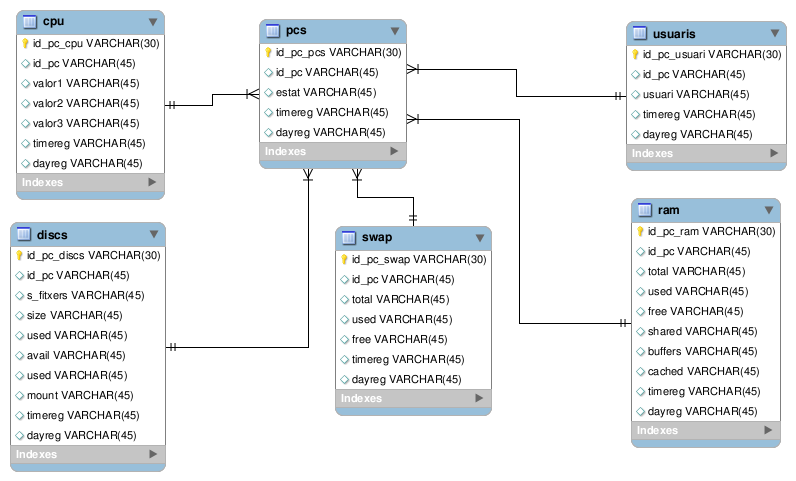 cpu
id_pc_cpu VARCHAR(30)
id_pc VARCHAR(45)
valor1 VARCHAR(45)
valor2 VARCHAR(45)
valor3 VARCHAR(45)
timereg VARCHAR(45)
dayreg VARCHAR(45)
Indexes
pcs
id_pc_pcs VARCHAR(30)
id_pc VARCHAR(45)
estat VARCHAR(45)
timereg VARCHAR(45)
dayreg VARCHAR(45)
Indexes
usuaris
id_pc_usuari VARCHAR(30)
id_pc VARCHAR(45)
usuari VARCHAR(45)
timereg VARCHAR(45)
dayreg VARCHAR(45)
Indexes
discs
id_pc_discs VARCHAR(30)
id_pc VARCHAR(45)
s_fitxers VARCHAR(45)
size VARCHAR(45)
used VARCHAR(45)
avail VARCHAR(45)
used VARCHAR(45)
mount VARCHAR(45)
timereg VARCHAR(45)
dayreg VARCHAR(45)
Indexes
swap
id_pc_swap VARCHAR(30)
id_pc VARCHAR(45)
total VARCHAR(45)
used VARCHAR(45)
free VARCHAR(45)
timereg VARCHAR(45)
dayreg VARCHAR(45)
Indexes
ram
id_pc_ram VARCHAR(30)
id_pc VARCHAR(45)
total VARCHAR(45)
used VARCHAR(45)
free VARCHAR(45)
shared VARCHAR(45)
buffers VARCHAR(45)
cached VARCHAR(45)
timereg VARCHAR(45)
dayreg VARCHAR(45)
Indexes